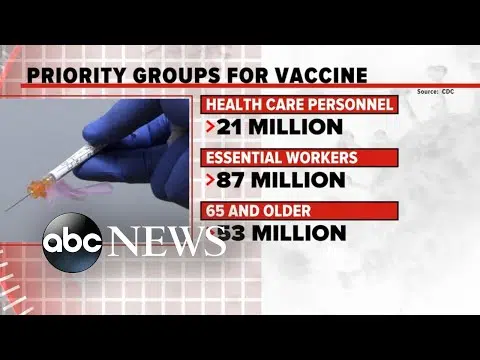 PRIORITY GROUPS FOR VACCINE
Source: CDC
HEALTH CARE PERSONNEL
>21 MILLION
ESSENTIAL WORKERS
>87 MILLION
65 AND OLDER
53 MILLION
abc NEWS